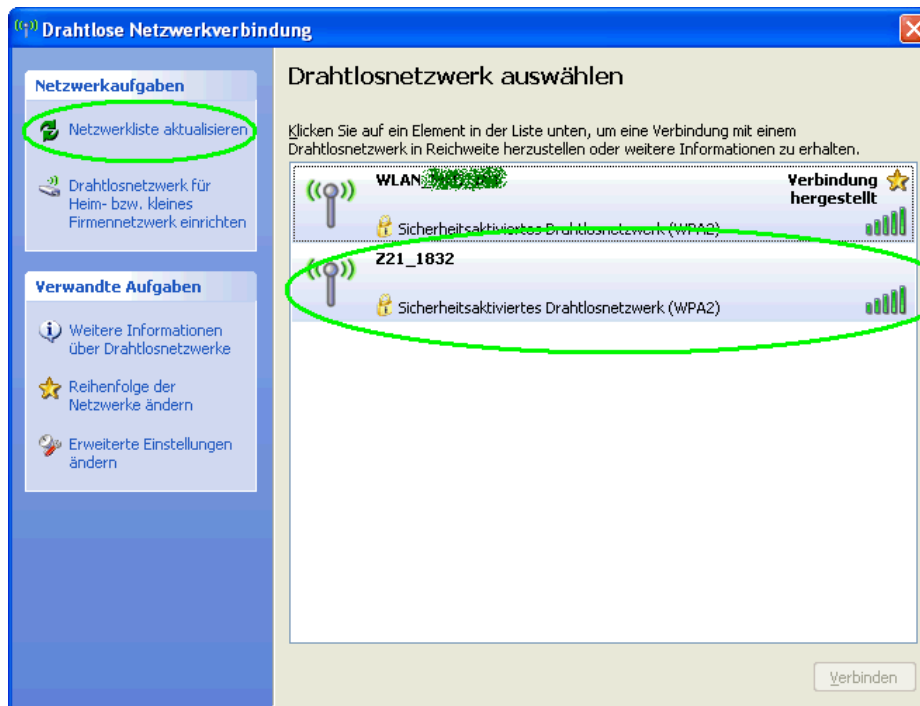 Drahtlose Netzwerkverbindung
Netzwerkaufgaben
Netzwerkliste aktualisieren
Drahtlosnetzwerk für
Heim- bzw. kleines
Firmennetzwerk einrichten
Verwandte Aufgaben
Weitere Informationen
über Drahtlosnetzwerke
Reihenfolge der
Netzwerke ändern
Erweiterte Einstellungen
ändern
Drahtlosnetzwerk auswählen
Klicken Sie auf ein Element in der Liste unten, um eine Verbindung mit einem
Drahtlosnetzwerk in Reichweite herzustellen oder weitere Informationen zu erhalten.
WLAN
Verbindung
hergestellt
Sicherheitsaktiviertes Drahtlosnetzwerk (WPA2)
Z21_1832
Sicherheitsaktiviertes Drahtlosnetzwerk (WPA2)
Verbinden